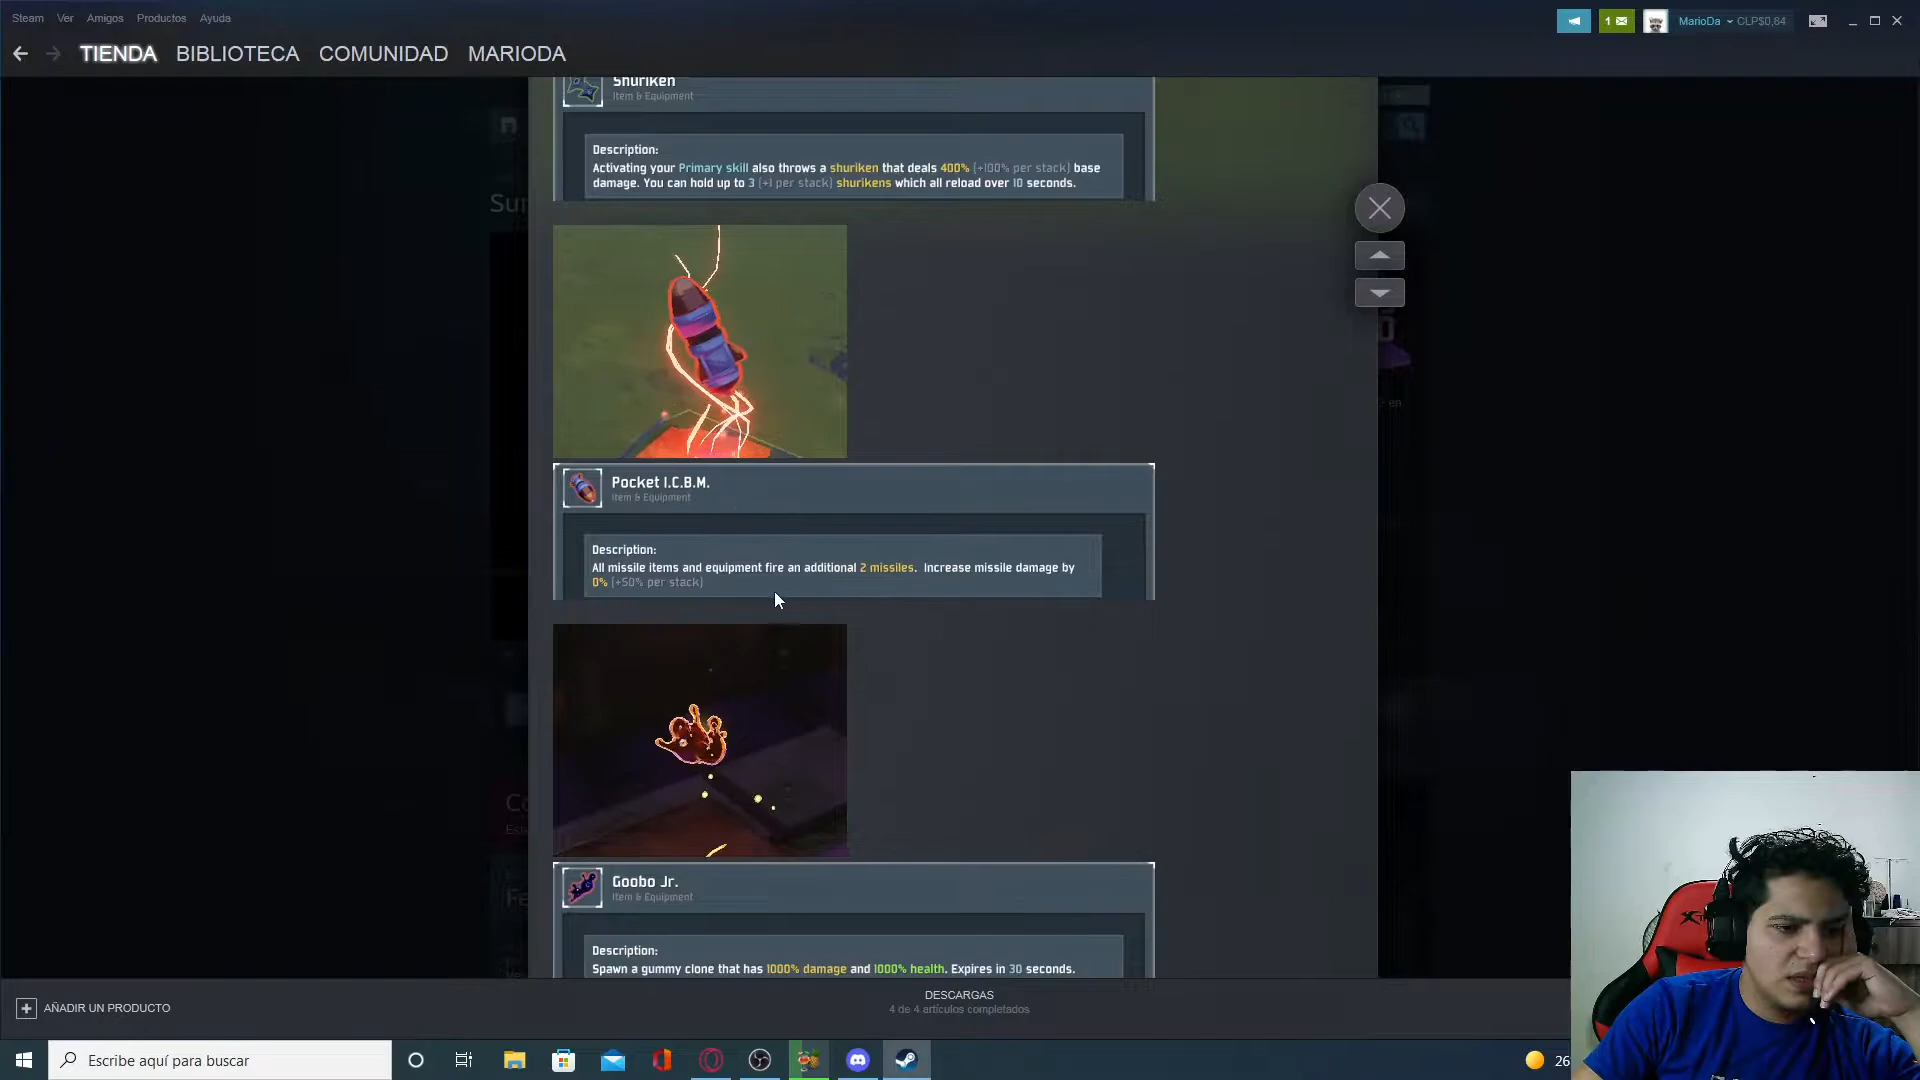 Steam Ver Amigos Productos Ayuda
1
MarioDa CLP$0,84
TIENDA BIBLIOTECA COMUNIDAD MARIODA
Shuriken
Item & Equipment
Description:
Activating your Primary skill also throws a shuriken that deals 400% (+100% per stack) base
damage. You can hold up to 3 (+1 per stack) shurikens which all reload over 10 seconds.
Pocket I.C.B.M.
Item & Equipment
Description:
All missile items and equipment fire an additional 2 missiles. Increase missile damage by
0% (+50% per stack)
Goobo Jr.
Item & Equipment
Description:
Spawn a gummy clone that has 1000% damage and 1000% health. Expires in 30 seconds.
AÑADIR UN PRODUCTO
DESCARGAS
4 de 4 artículos completados
Escribe aquí para buscar
26